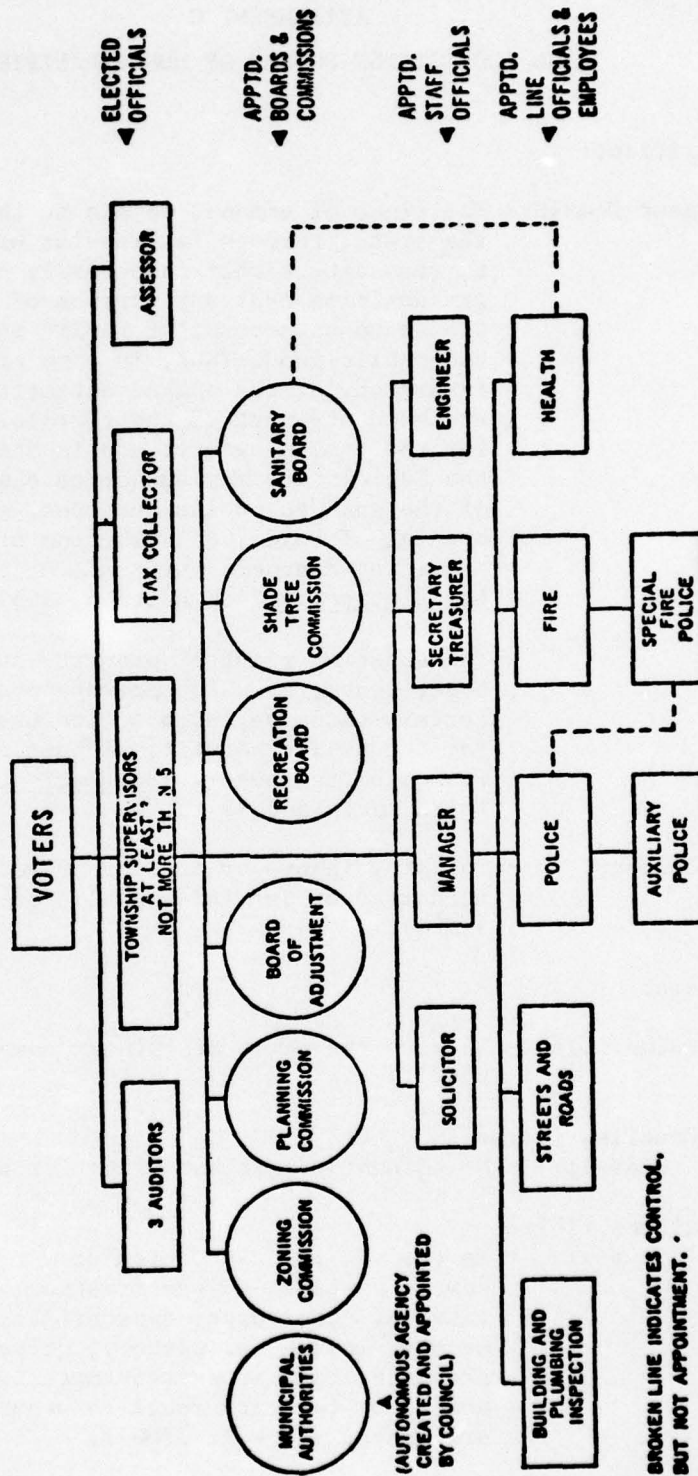 VOTERS
3 AUDITORS
TOWNSHIP SUPERVISORS
AT LEAST
NOT MORE 5
TAX COLLECTOR
ASSESSOR
ELECTED
OFFICIALS
MUNICIPAL
AUTHORITIES
ZONING
COMMISSION
PLANNING
COMMISSION
BOARD
OF
ADJUSTMENT
RECREATION
BOARD
SHADE
TREE
COMMISSION
SANITARY
BOARD
APPTD.
BOARDS &
COMMISSIONS
(AUTONOMOUS AGENCY
CREATED AND APPOINTED
BY COUNCIL)
SOLICITOR
MANAGER
SECRETARY
TREASURER
ENGINEER
APPTD.
STAFF
OFFICIALS
BUILDING AND
PLUMBING
INSPECTION
STREETS AND
ROADS
POLICE
FIRE
HEALTH
APPTD.
LINE
OFFICIALS &
EMPLOYEES
AUXILIARY
POLICE
SPECIAL
FIRE
POLICE
BROKEN LINE INDICATES CONTROL,
BUT NOT APPOINTMENT.